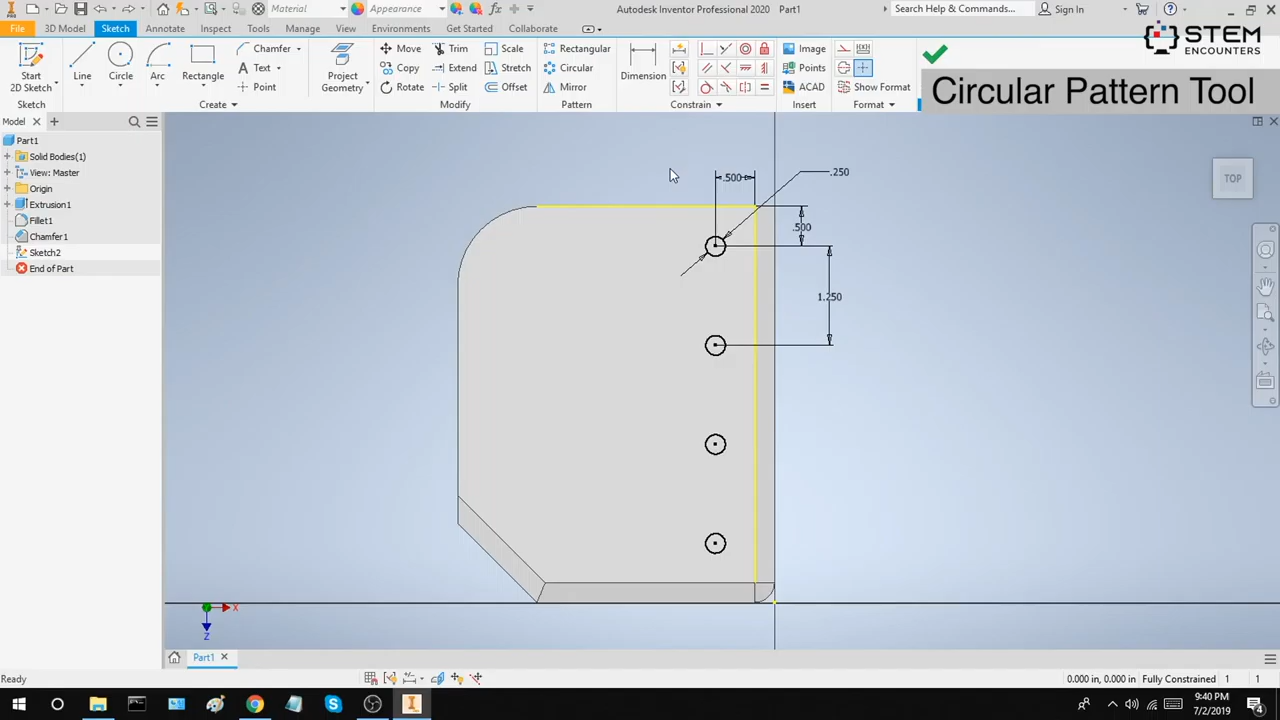 Material
Appearance
Autodesk Inventor Professional 2020 Part1
Search Help & Commands...
Sign In
File
3D Model
Sketch
Annotate
Inspect
Tools
Manage
View
Environments
Get Started
Collaborate
STEM
ENCOUNTERS
Start
2D Sketch
Line
Circle
Arc
Rectangle
Chamfer
Text
Point
Project
Geometry
Move
Copy
Rotate
Trim
Extend
Split
Scale
Stretch
Offset
Rectangular
Circular
Mirror
Dimension
Image
Points
ACAD
Show Format
Sketch
Create
Modify
Pattern
Constrain
Insert
Format
Circular Pattern Tool
Model
Part1
Solid Bodies(1)
View: Master
Origin
Extrusion1
Fillet1
Chamfer1
Sketch2
End of Part
.500
.250
.500
1.250
TOP
X
Z
Part1
Ready
0.000 in, 0.000 in
Fully Constrained
1
1
9:40 PM
7/2/2019
4